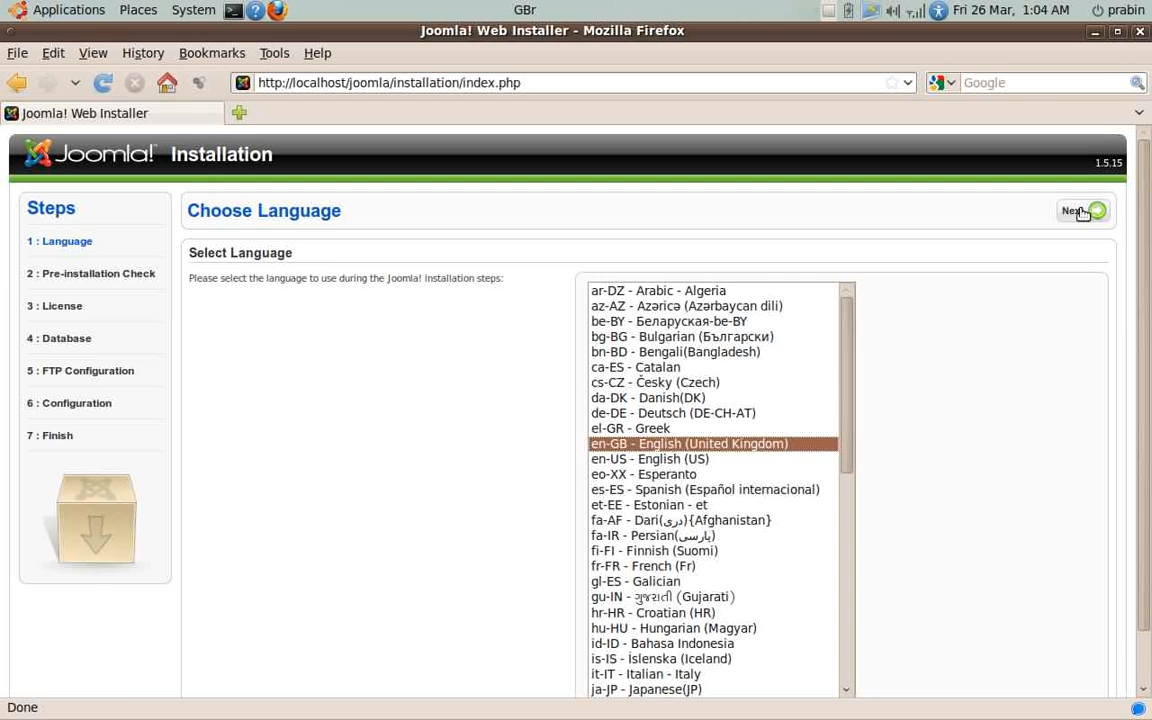 Applications Places System GBr Fri 26 Mar, 1:04 AM prabin
Joomla! Web Installer - Mozilla Firefox
File Edit View History Bookmarks Tools Help
http://localhost/joomla/installation/index.php Google
Joomla! Web Installer
Joomla! Installation
1.5.15
Steps
1 : Language
2 : Pre-installation Check
3 : License
4 : Database
5 : FTP Configuration
6 : Configuration
7 : Finish
Choose Language
Next
Select Language
Please select the language to use during the Joomla! installation steps:
ar-DZ - Arabic - Algeria
az-AZ - Azəricə (Azərbaycan dili)
be-BY - Беларуская-be-BY
bg-BG - Bulgarian (Български)
bn-BD - Bengali(Bangladesh)
ca-ES - Catalan
cs-CZ - Česky (Czech)
da-DK - Danish(DK)
de-DE - Deutsch (DE-CH-AT)
el-GR - Greek
en-GB - English (United Kingdom)
en-US - English (US)
eo-XX - Esperanto
es-ES - Spanish (Español internacional)
et-EE - Estonian - et
fa-AF - Dari(دری){Afghanistan}
fa-IR - Persian(پارسی)
fi-FI - Finnish (Suomi)
fr-FR - French (Fr)
gl-ES - Galician
gu-IN - ગુજરાતી (Gujarati)
hr-HR - Croatian (HR)
hu-HU - Hungarian (Magyar)
id-ID - Bahasa Indonesia
is-IS - Íslenska (Iceland)
it-IT - Italian - Italy
ja-JP - Japanese(JP)
Done